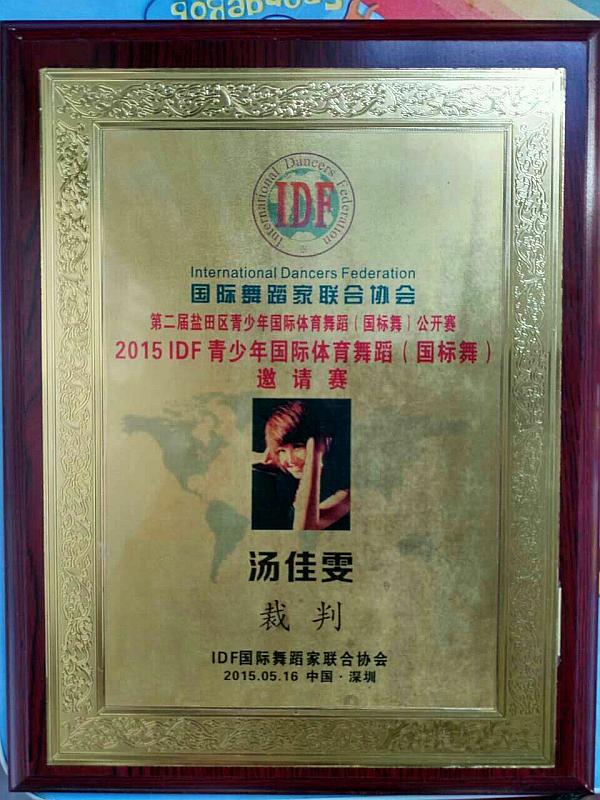 SpongeBob
International Dancers Federation
IDF
International Dancers Federation
国际舞蹈家联合协会
第二届盐田区青少年国际体育舞蹈(国标舞)公开赛
2015 IDF 青少年国际体育舞蹈(国标舞)
邀请赛
汤佳雯
裁判
IDF国际舞蹈家联合协会
2015.05.16 中国·深圳